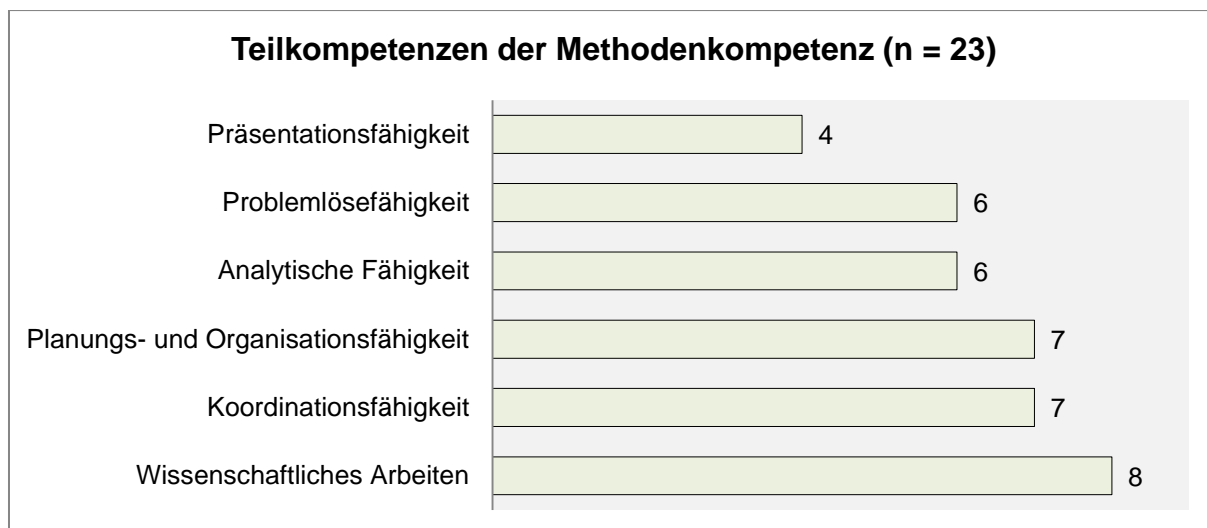 Teilkompetenzen der Methodenkompetenz (n = 23)
Präsentationsfähigkeit 4
Problemlösefähigkeit 6
Analytische Fähigkeit 6
Planungs- und Organisationsfähigkeit 7
Koordinationsfähigkeit 7
Wissenschaftliches Arbeiten 8